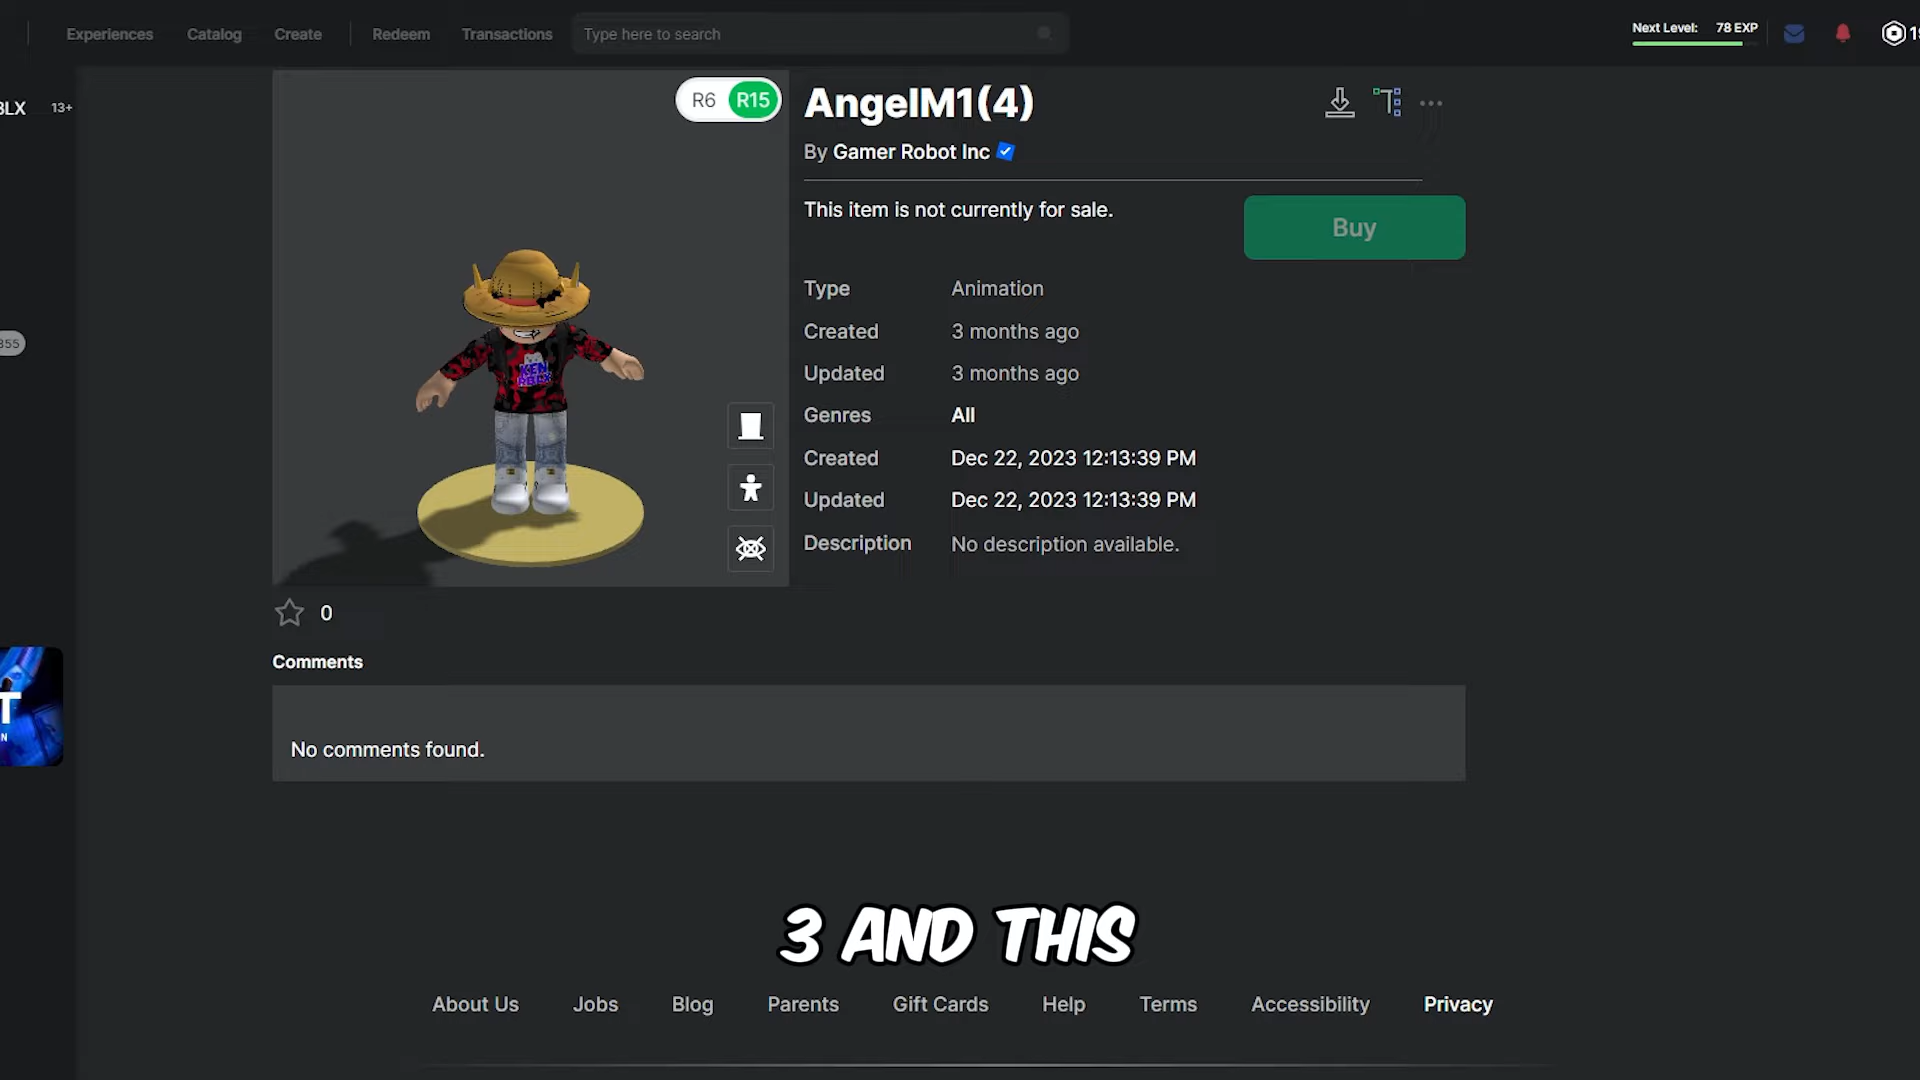 Experiences
Catalog
Create
Redeem
Transactions
Type here to search
Next Level: 78 EXP
BLX 13+
R6 R15
AngelM1(4)
By Gamer Robot Inc
This item is not currently for sale.
Buy
Type Animation
Created 3 months ago
Updated 3 months ago
Genres All
Created Dec 22, 2023 12:13:39 PM
Updated Dec 22, 2023 12:13:39 PM
Description No description available.
355
0
Comments
No comments found.
3 AND THIS
About Us
Jobs
Blog
Parents
Gift Cards
Help
Terms
Accessibility
Privacy